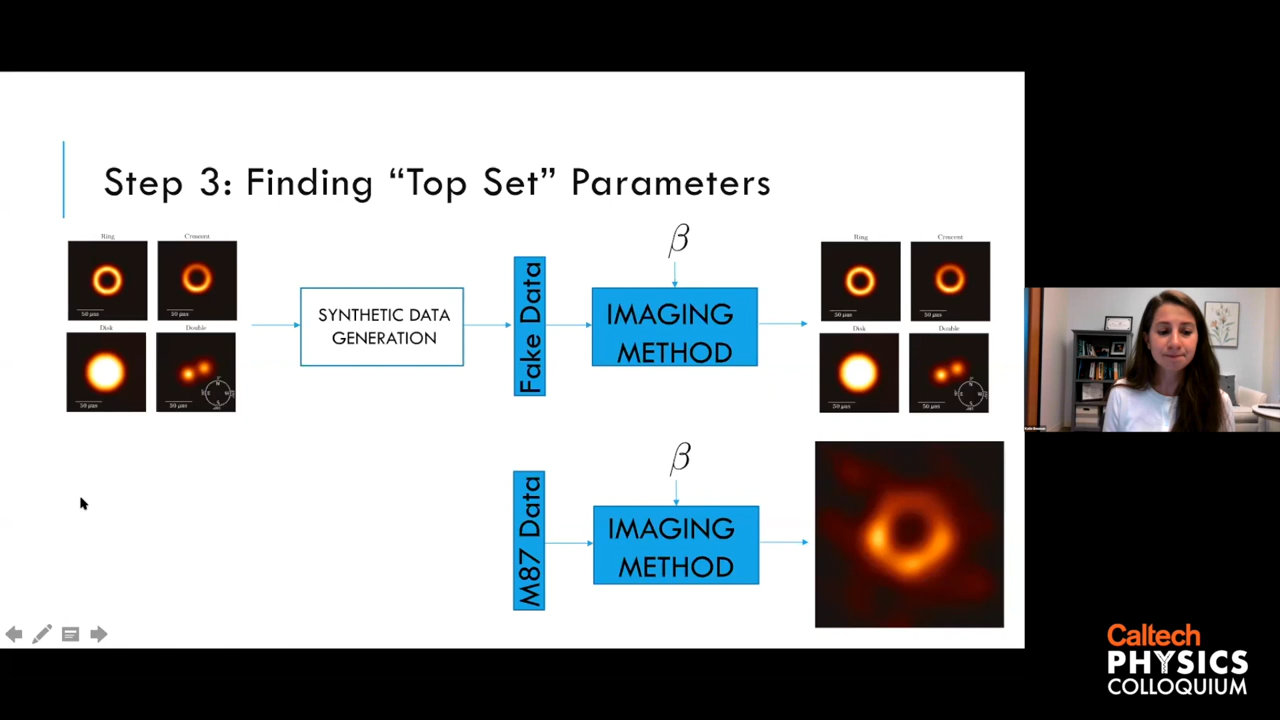 Step 3: Finding “Top Set” Parameters
Ring
Crescent
50 μas
50 μas
Disk
Double
50 μas
50 μas
SYNTHETIC DATA
GENERATION
Fake Data
β
IMAGING
METHOD
Ring
Crescent
50 μas
50 μas
Disk
Double
50 μas
50 μas
M87 Data
β
IMAGING
METHOD
Caltech
PHYSICS
COLLOQUIUM